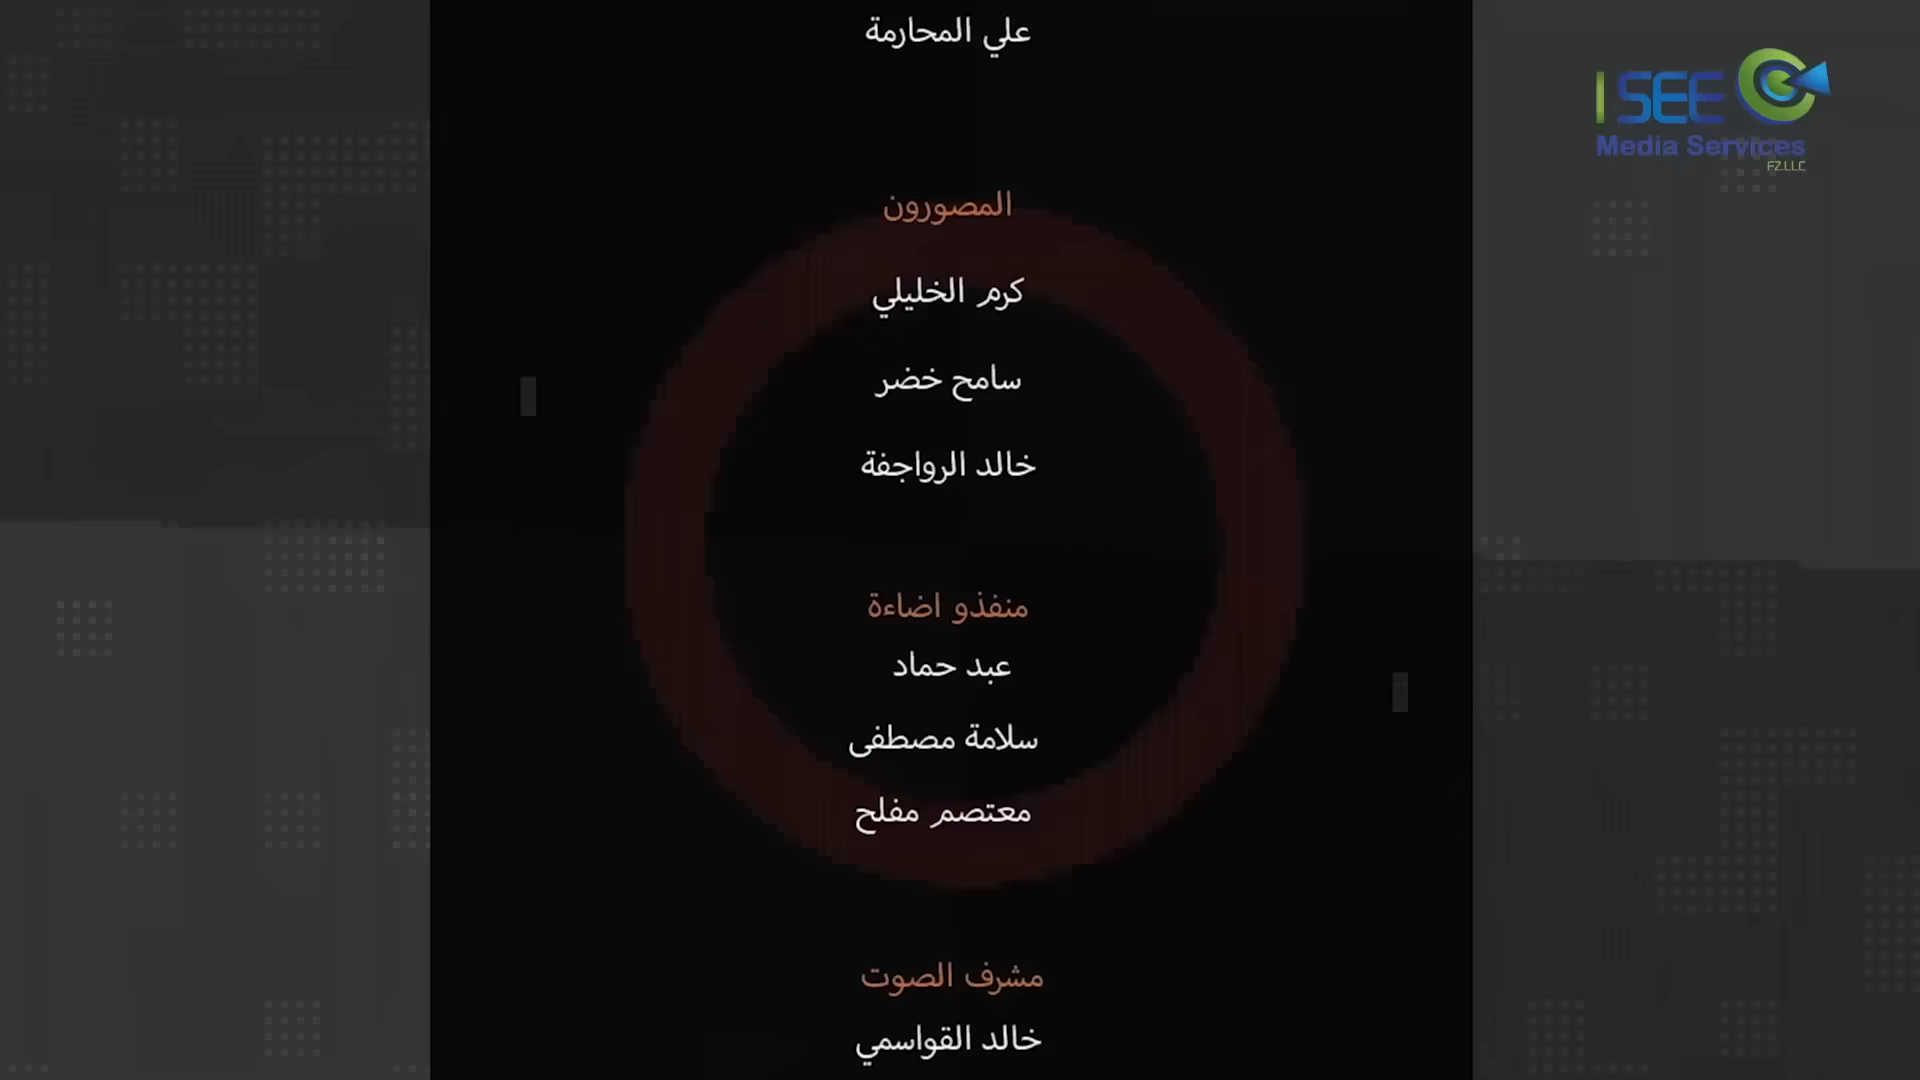 علي المحارمة
I SEE
Media Services
FZ.LLC
المصورون
كرم الخليلي
سامح خضر
خالد الرواجفة
منفذو اضاءة
عبد حماد
سلامة مصطفى
معتصم مفلح
مشرف الصوت
خالد القواسمي